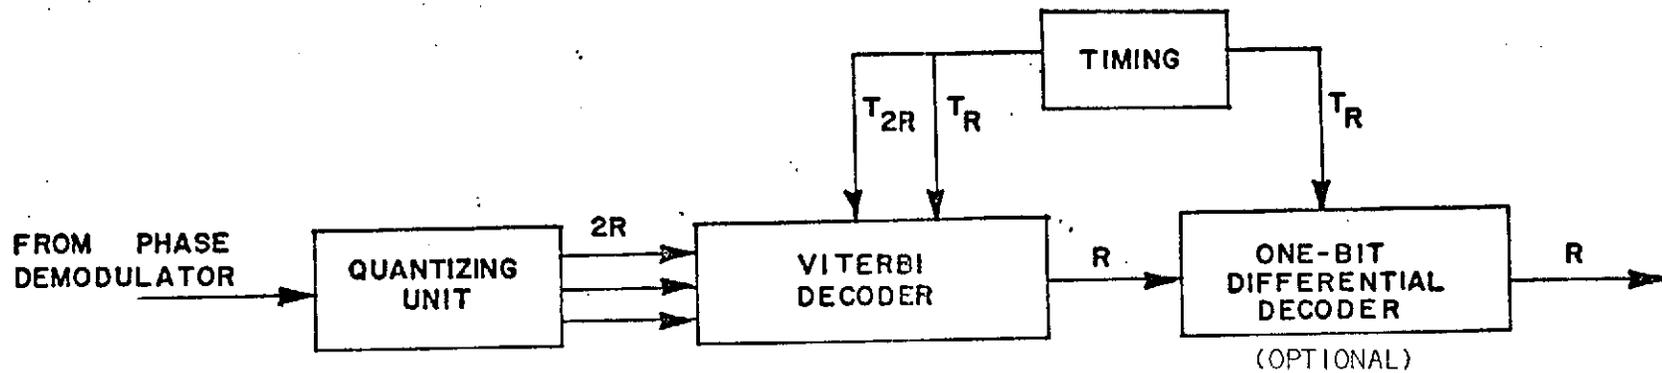 TIMING
T2R
TR
TR
FROM PHASE
DEMODULATOR
QUANTIZING
UNIT
2R
VITERBI
DECODER
R
ONE-BIT
DIFFERENTIAL
DECODER
R
(OPTIONAL)